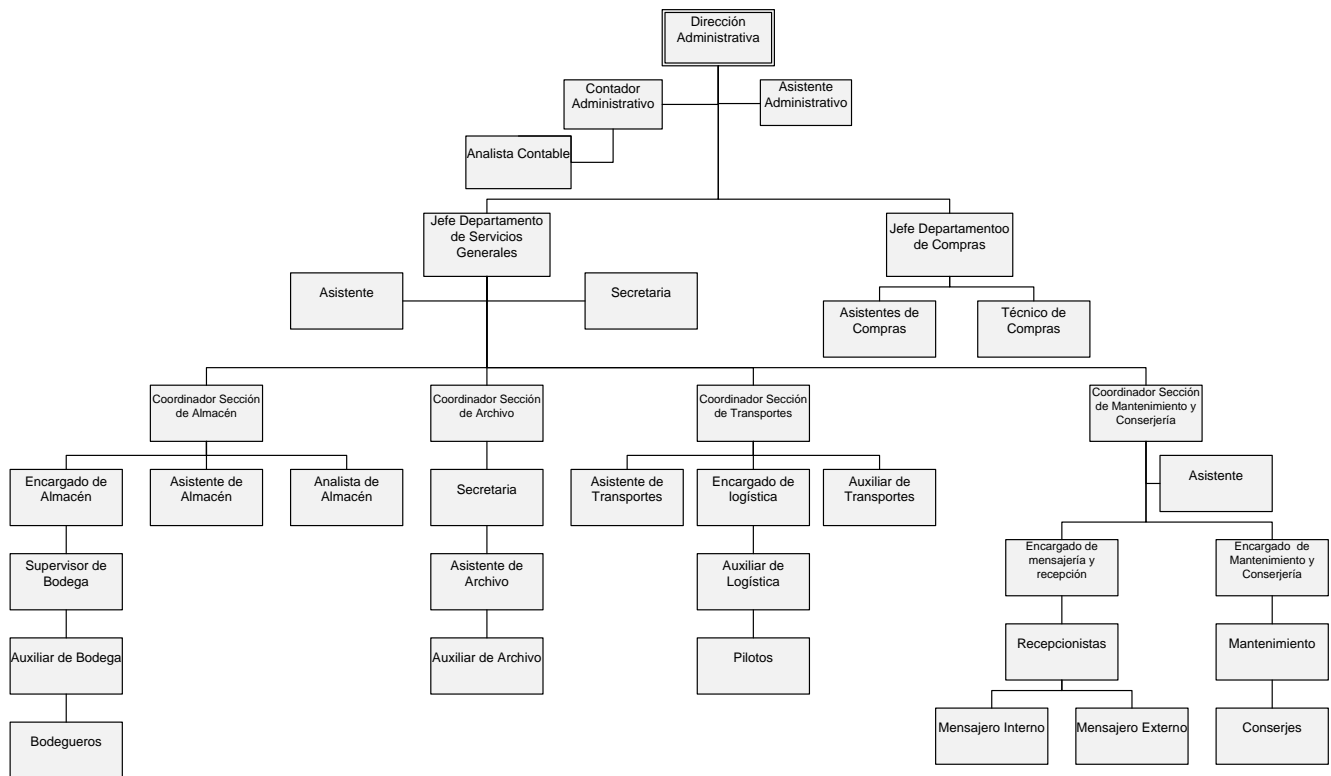 Dirección
Administrativa
Contador
Administrativo
Asistente
Administrativo
Analista Contable
Jefe Departamento
de Servicios
Generales
Jefe Departamentoo
de Compras
Asistente
Secretaria
Asistentes de
Compras
Técnico de
Compras
Coordinador Sección
de Almacén
Coordinador Sección
de Archivo
Coordinador Sección
de Transportes
Coordinador Sección
de Mantenimiento y
Conserjería
Encargado de
Almacén
Asistente de
Almacén
Analista de
Almacén
Secretaria
Asistente de
Transportes
Encargado de
logística
Auxiliar de
Transportes
Asistente
Supervisor de
Bodega
Asistente de
Archivo
Auxiliar de
Logística
Encargado de
mensajería y
recepción
Encargado de
Mantenimiento y
Conserjería
Auxiliar de Bodega
Auxiliar de Archivo
Pilotos
Recepcionistas
Mantenimiento
Bodegueros
Mensajero Interno
Mensajero Externo
Conserjes